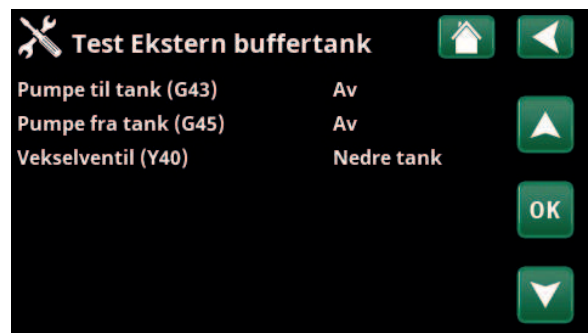 Test Ekstern buffertank
Pumpe til tank (G43) Av
Pumpe fra tank (G45) Av
Vekselventil (Y40) Nedre tank
OK